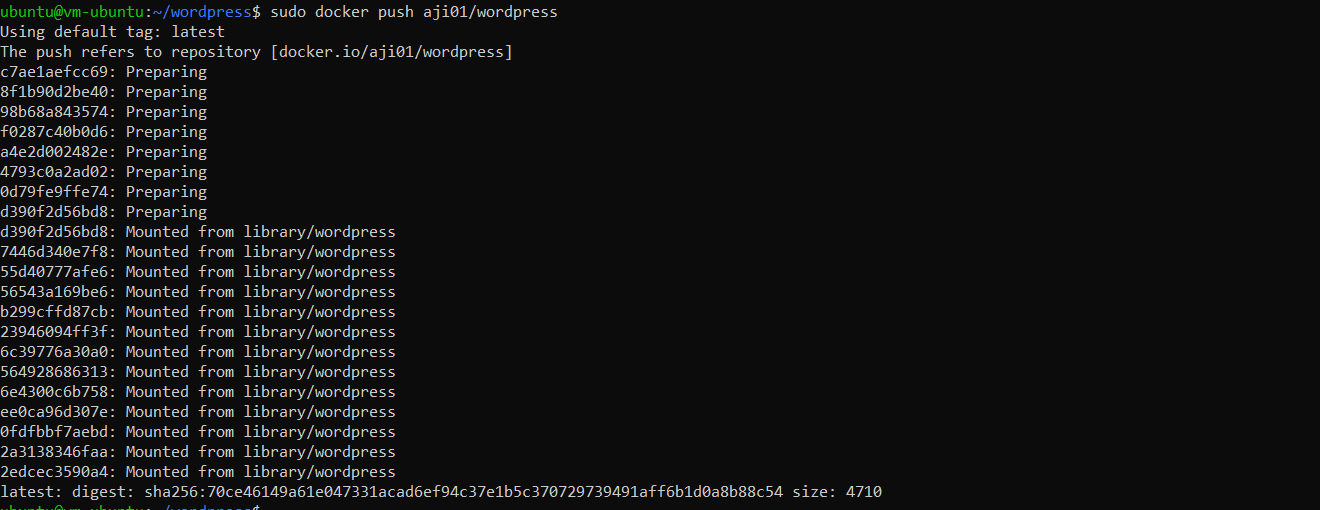 ubuntu@vm-ubuntu:~/wordpress$ sudo docker push aji01/wordpress
Using default tag: latest
The push refers to repository [docker.io/aji01/wordpress]
c7ae1aefcc69: Preparing
8f1b90d2be40: Preparing
98b68a843574: Preparing
f0287c40b0d6: Preparing
a4e2d002482e: Preparing
4793c0a2ad02: Preparing
0d79fe9ffe74: Preparing
d390f2d56bd8: Preparing
d390f2d56bd8: Mounted from library/wordpress
7446d340e7f8: Mounted from library/wordpress
55d40777afe6: Mounted from library/wordpress
56543a169be6: Mounted from library/wordpress
b299cffd87cb: Mounted from library/wordpress
23946094ff3f: Mounted from library/wordpress
6c39776a30a0: Mounted from library/wordpress
564928686313: Mounted from library/wordpress
6e4300c6b758: Mounted from library/wordpress
ee0ca96d307e: Mounted from library/wordpress
0fdfbbf7aebd: Mounted from library/wordpress
2a3138346faa: Mounted from library/wordpress
2edcec3590a4: Mounted from library/wordpress
latest: digest: sha256:70ce46149a61e047331acad6ef94c37e1b5c370729739491aff6b1d0a8b88c54 size: 4710
ubuntu@vm-ubuntu:~/wordpress$